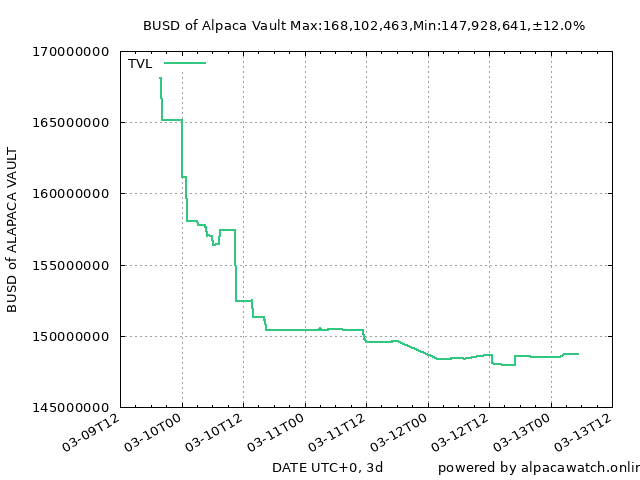 BUSD of Alpaca Vault Max:168,102,463,Min:147,928,641,±12.0%
TVL
BUSD of ALAPACA VAULT
170000000
165000000
160000000
155000000
150000000
145000000
03-09T12
03-10T00
03-10T12
03-11T00
03-11T12
03-12T00
03-12T12
03-13T00
03-13T12
DATE UTC+0, 3d
powered by alpacawatch.onlin